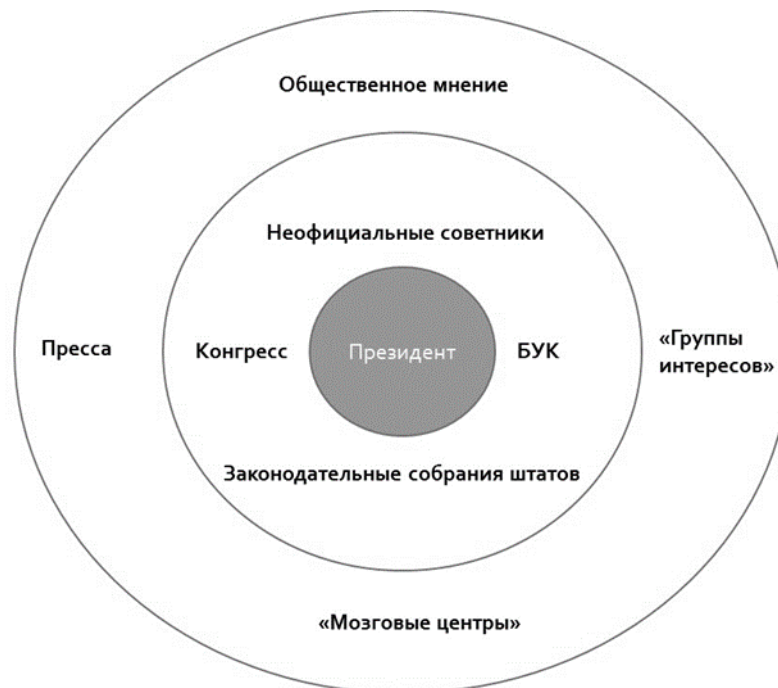 Общественное мнение
Неофициальные советники
Пресса
Конгресс
Президент
БУК
«Группы
интересов»
Законодательные собрания штатов
«Мозговые центры»